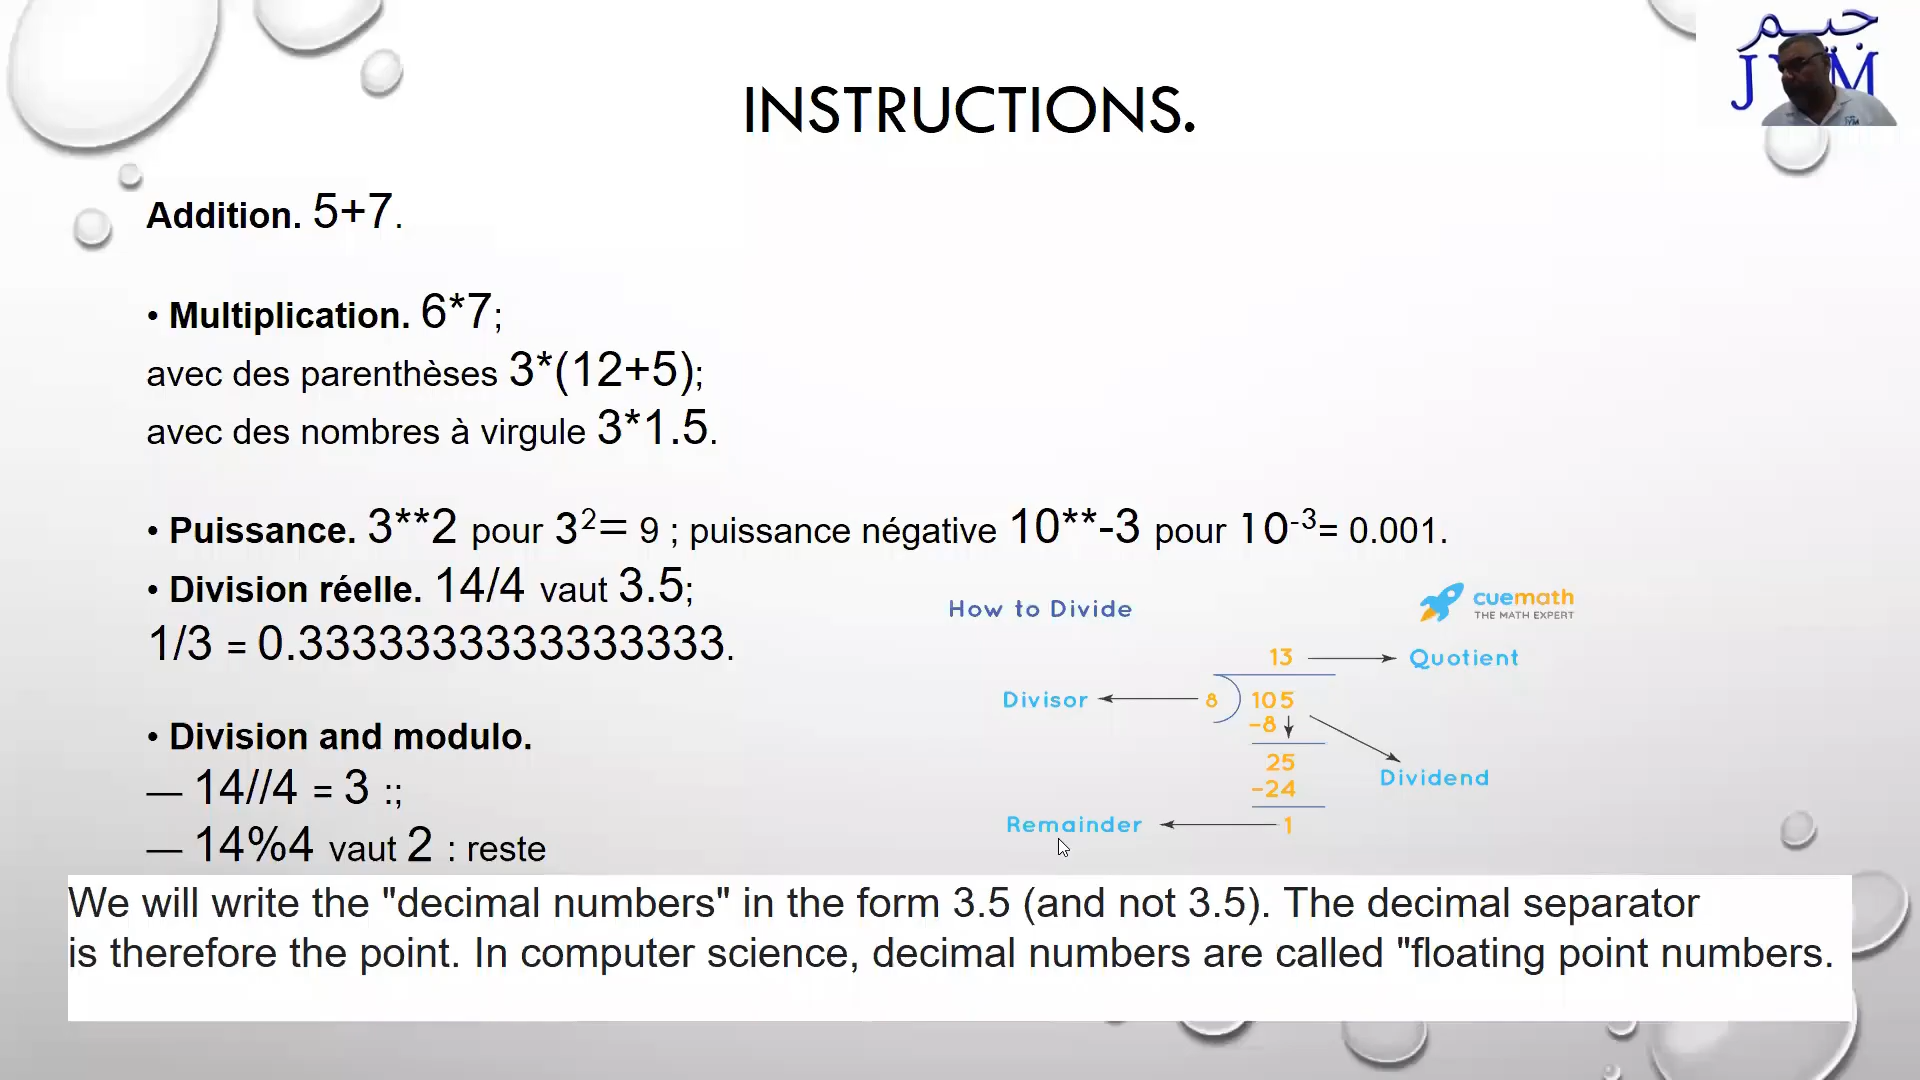 جيم
JYM
INSTRUCTIONS.
Addition. 5+7.
• Multiplication. 6*7;
avec des parenthèses 3*(12+5);
avec des nombres à virgule 3*1.5.
• Puissance. 3**2 pour 3²= 9 ; puissance négative 10**-3 pour 10⁻³= 0.001.
• Division réelle. 14/4 vaut 3.5;
1/3 = 0.3333333333333333.
• Division and modulo.
— 14//4 = 3 :;
— 14%4 vaut 2 : reste
How to Divide
cuemath
THE MATH EXPERT
13 Quotient
Divisor 8 105
-8
25 Dividend
-24
Remainder 1
We will write the "decimal numbers" in the form 3.5 (and not 3.5). The decimal separator
is therefore the point. In computer science, decimal numbers are called "floating point numbers.